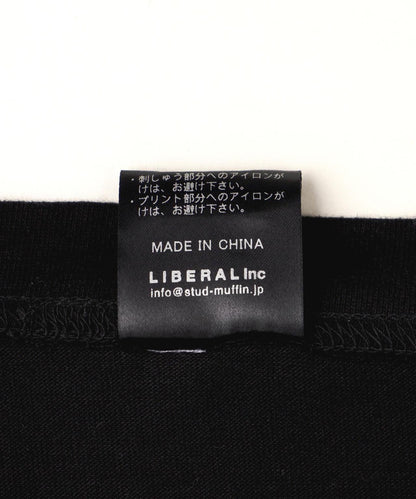 ・刺しゅう部分へのアイロンが
けは、お避け下さい。
・プリント部分へのアイロンが
けは、お避け下さい。
MADE IN CHINA
LIBERAL Inc
info@stud-muffin.jp